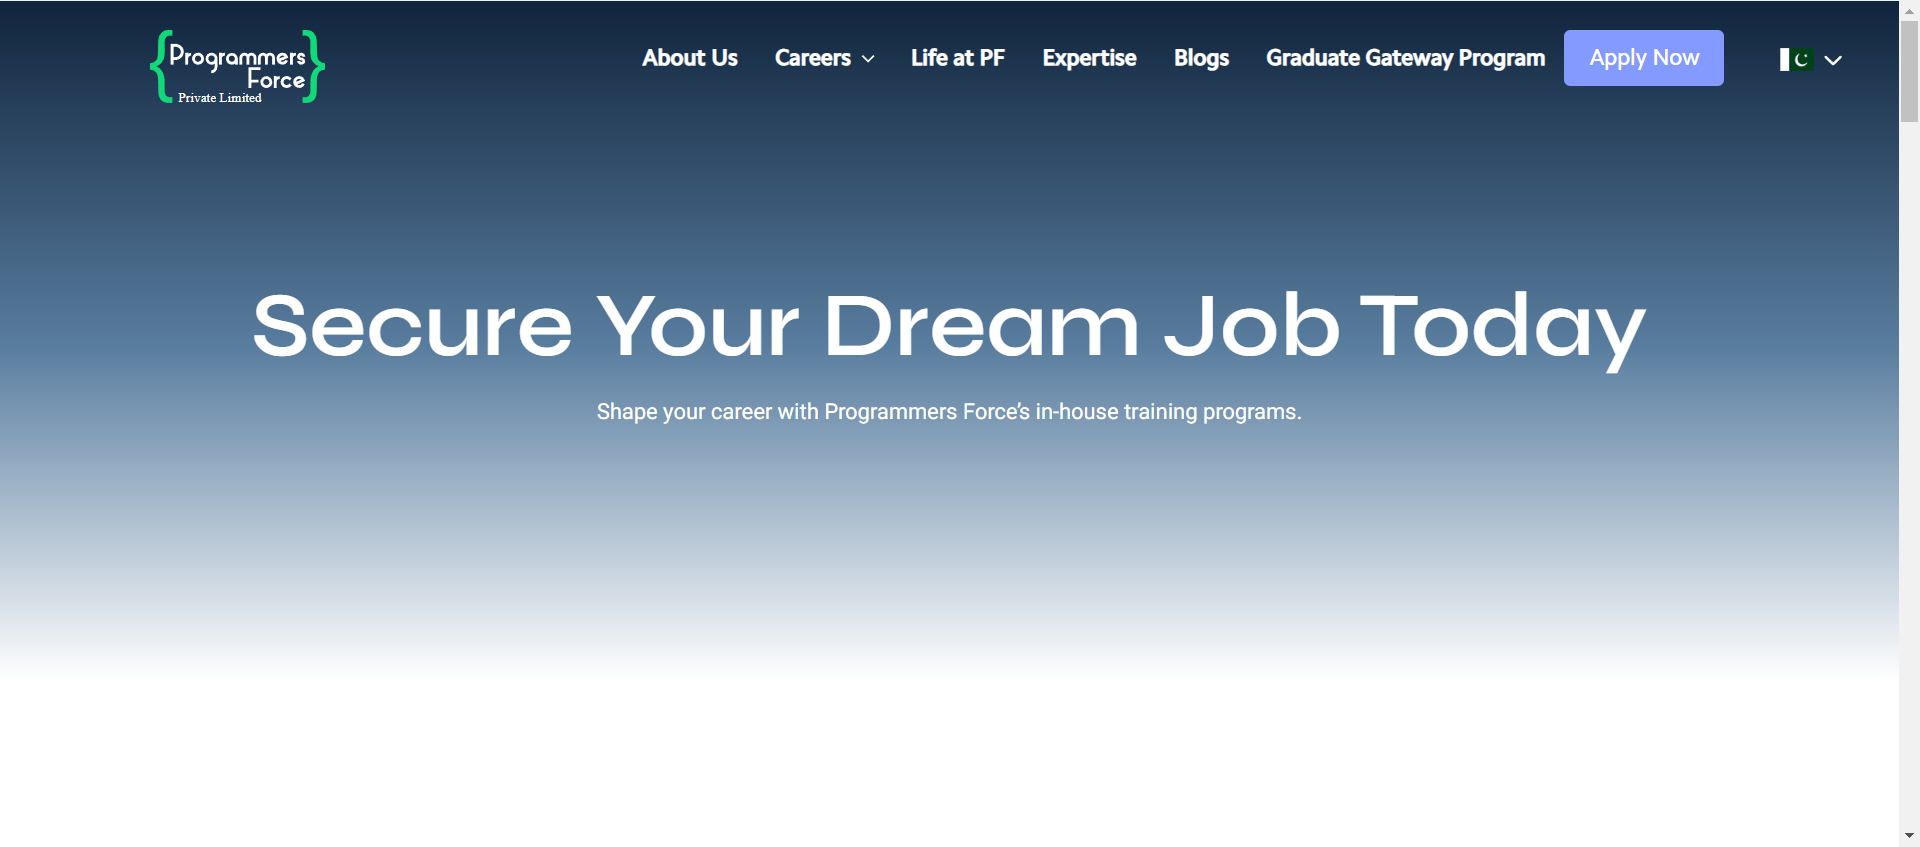 {Programmers
Force}
Private Limited
About Us
Careers
Life at PF
Expertise
Blogs
Graduate Gateway Program
Apply Now
Secure Your Dream Job Today
Shape your career with Programmers Force’s in-house training programs.